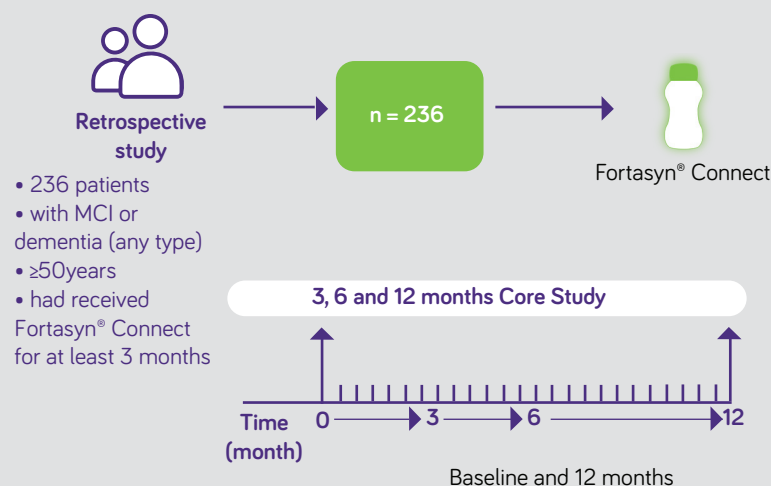 Retrospective
study
• 236 patients
• with MCI or
dementia (any type)
• ≥50years
• had received
Fortasyn® Connect
for at least 3 months
n = 236
Fortasyn® Connect
3, 6 and 12 months Core Study
Time
(month)
0 3 6 12
Baseline and 12 months